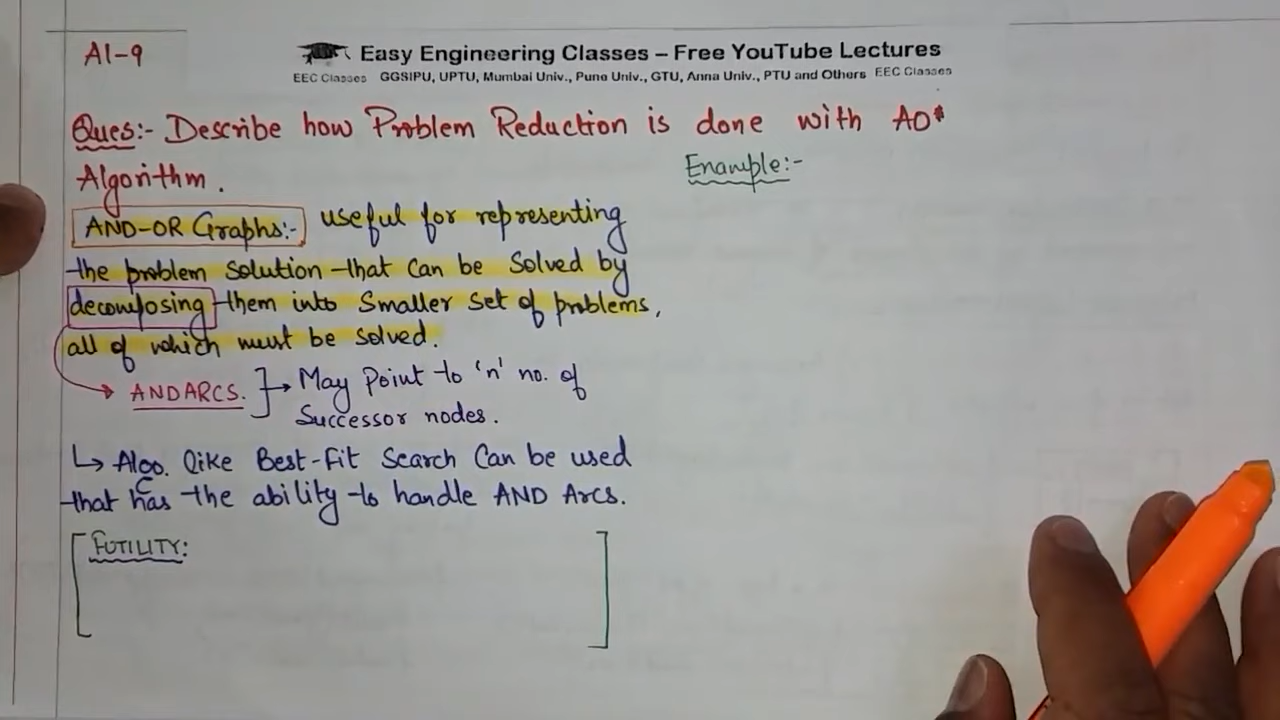 AI-9
Easy Engineering Classes – Free YouTube Lectures
EEC Classes GGSIPU, UPTU, Mumbai Univ., Pune Univ., GTU, Anna Univ., PTU and Others EEC Classes
Ques:- Describe how Problem Reduction is done with AO*
Algorithm.
Example:-
AND-OR Graphs:- useful for representing
the problem solution that can be solved by
decomposing them into smaller set of problems,
all of which must be solved.
AND ARCS. → May Point to 'n' no. of
Successor nodes.
↳ Algo. like Best-Fit Search can be used
that has the ability to handle AND Arcs.
FUTILITY: